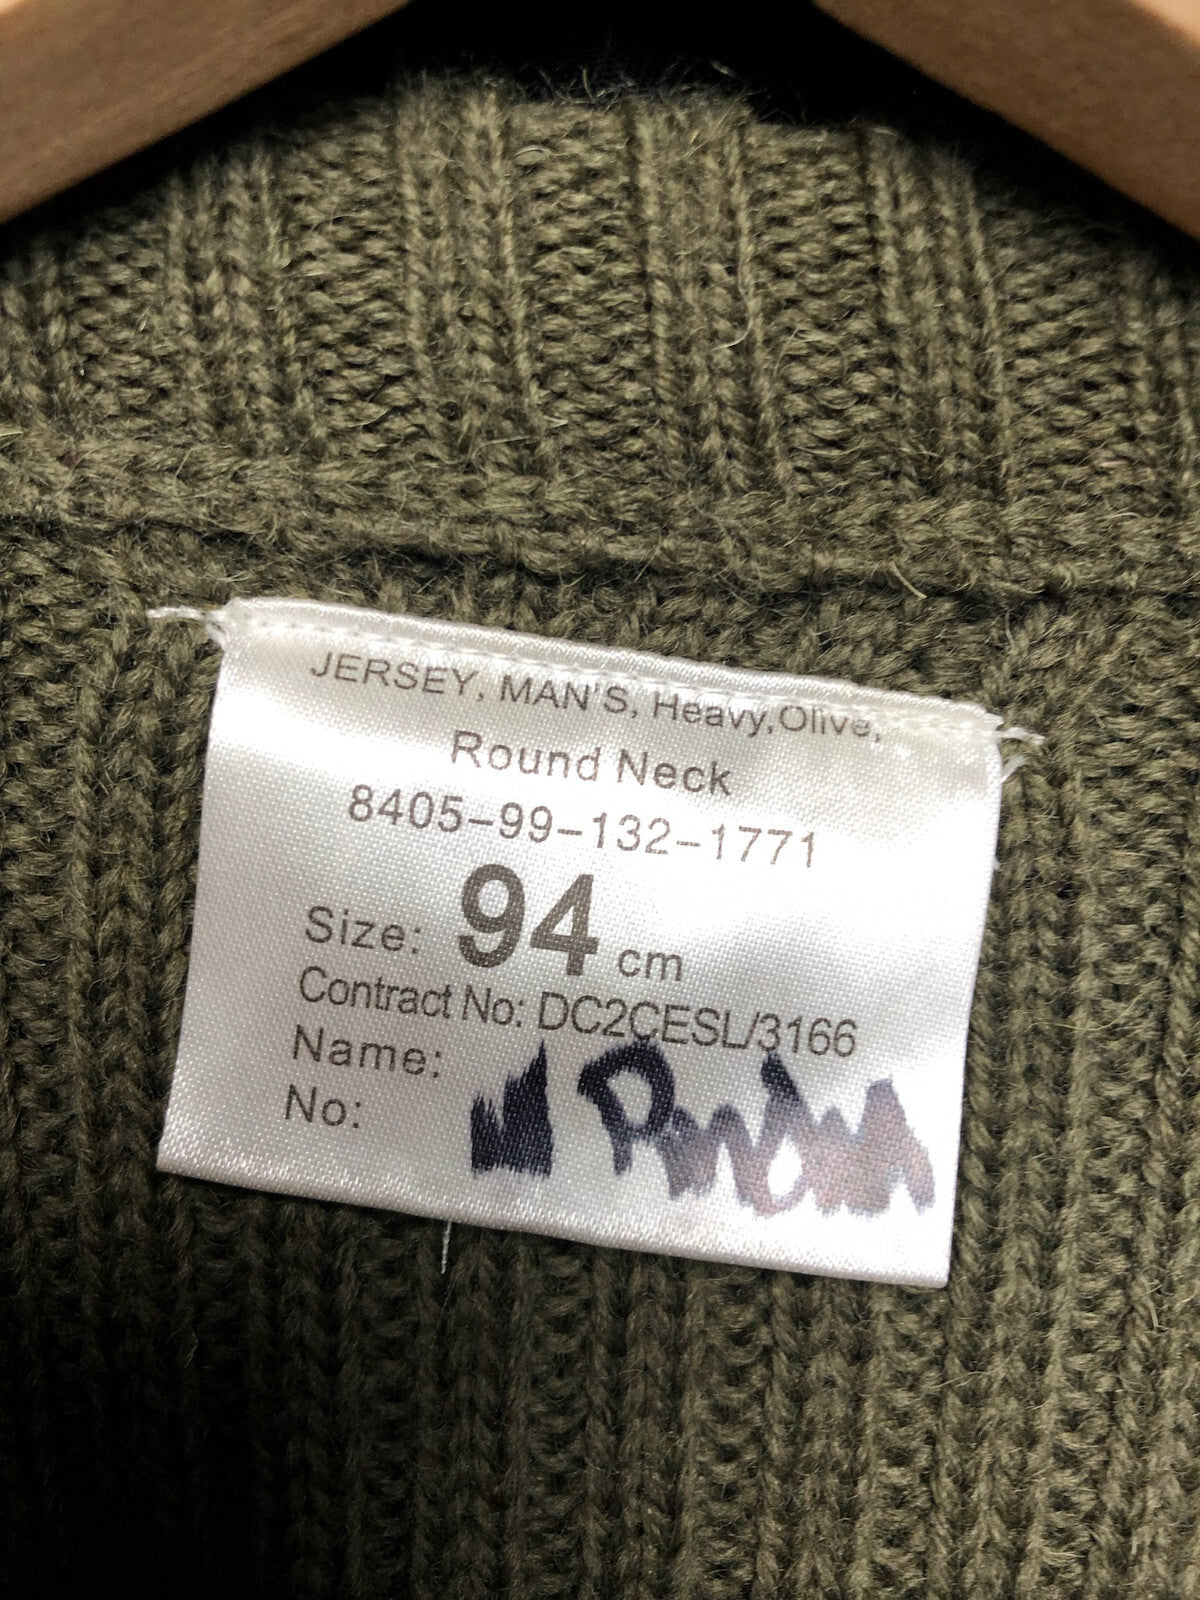 JERSEY, MAN'S, Heavy,Olive,
Round Neck
8405-99-132-1771
Size: 94 cm
Contract No: DC2CESL/3166
Name:
No: